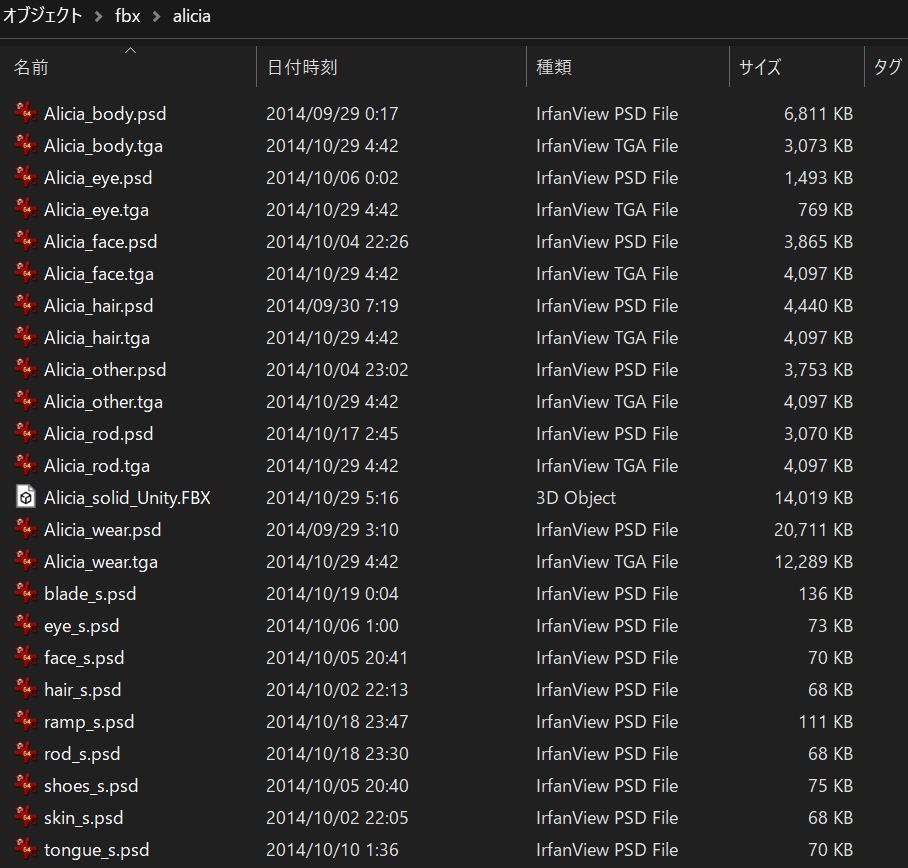 オブジェクト > fbx > alicia
名前 日付時刻 種類 サイズ タグ
Alicia_body.psd 2014/09/29 0:17 IrfanView PSD File 6,811 KB
Alicia_body.tga 2014/10/29 4:42 IrfanView TGA File 3,073 KB
Alicia_eye.psd 2014/10/06 0:02 IrfanView PSD File 1,493 KB
Alicia_eye.tga 2014/10/29 4:42 IrfanView TGA File 769 KB
Alicia_face.psd 2014/10/04 22:26 IrfanView PSD File 3,865 KB
Alicia_face.tga 2014/10/29 4:42 IrfanView TGA File 4,097 KB
Alicia_hair.psd 2014/09/30 7:19 IrfanView PSD File 4,440 KB
Alicia_hair.tga 2014/10/29 4:42 IrfanView TGA File 4,097 KB
Alicia_other.psd 2014/10/04 23:02 IrfanView PSD File 3,753 KB
Alicia_other.tga 2014/10/29 4:42 IrfanView TGA File 4,097 KB
Alicia_rod.psd 2014/10/17 2:45 IrfanView PSD File 3,070 KB
Alicia_rod.tga 2014/10/29 4:42 IrfanView TGA File 4,097 KB
Alicia_solid_Unity.FBX 2014/10/29 5:16 3D Object 14,019 KB
Alicia_wear.psd 2014/09/29 3:10 IrfanView PSD File 20,711 KB
Alicia_wear.tga 2014/10/29 4:42 IrfanView TGA File 12,289 KB
blade_s.psd 2014/10/19 0:04 IrfanView PSD File 136 KB
eye_s.psd 2014/10/06 1:00 IrfanView PSD File 73 KB
face_s.psd 2014/10/05 20:41 IrfanView PSD File 70 KB
hair_s.psd 2014/10/02 22:13 IrfanView PSD File 68 KB
ramp_s.psd 2014/10/18 23:47 IrfanView PSD File 111 KB
rod_s.psd 2014/10/18 23:30 IrfanView PSD File 68 KB
shoes_s.psd 2014/10/05 20:40 IrfanView PSD File 75 KB
skin_s.psd 2014/10/02 22:05 IrfanView PSD File 68 KB
tongue_s.psd 2014/10/10 1:36 IrfanView PSD File 70 KB